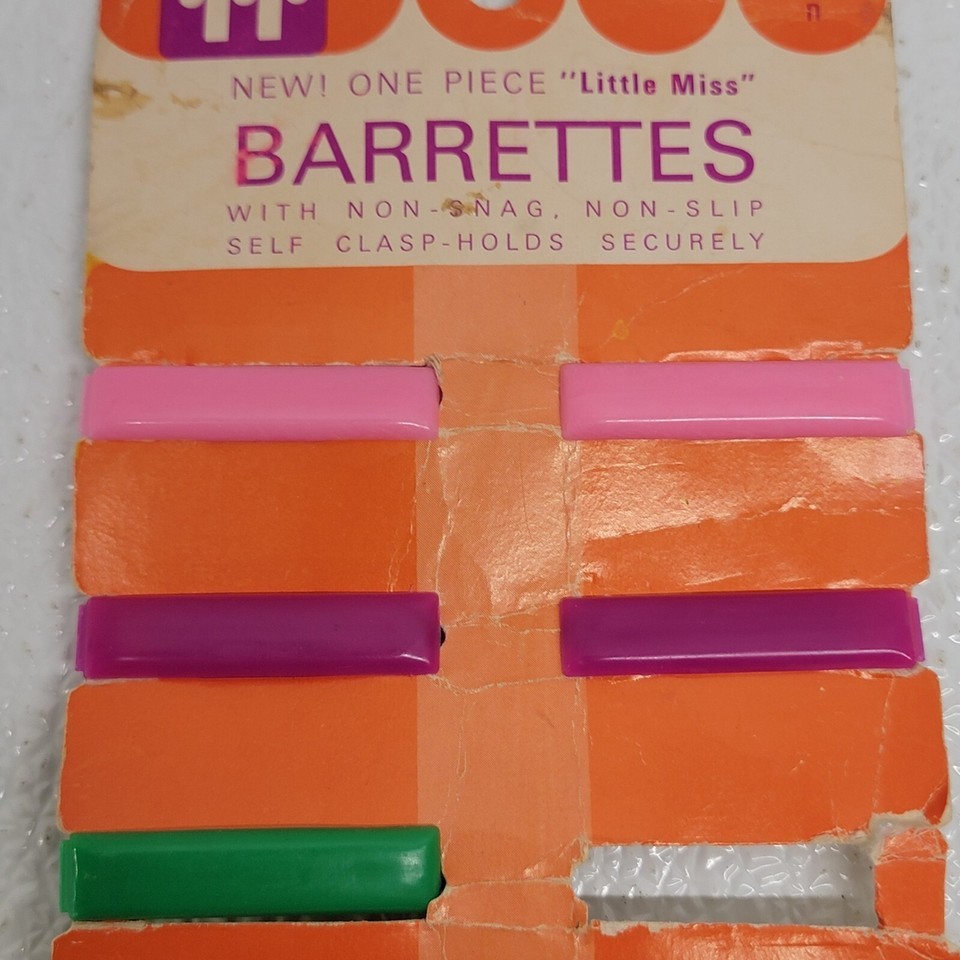 NEW! ONE PIECE "Little Miss"
BARRETTES
WITH NON-SNAG, NON-SLIP
SELF CLASP-HOLDS SECURELY